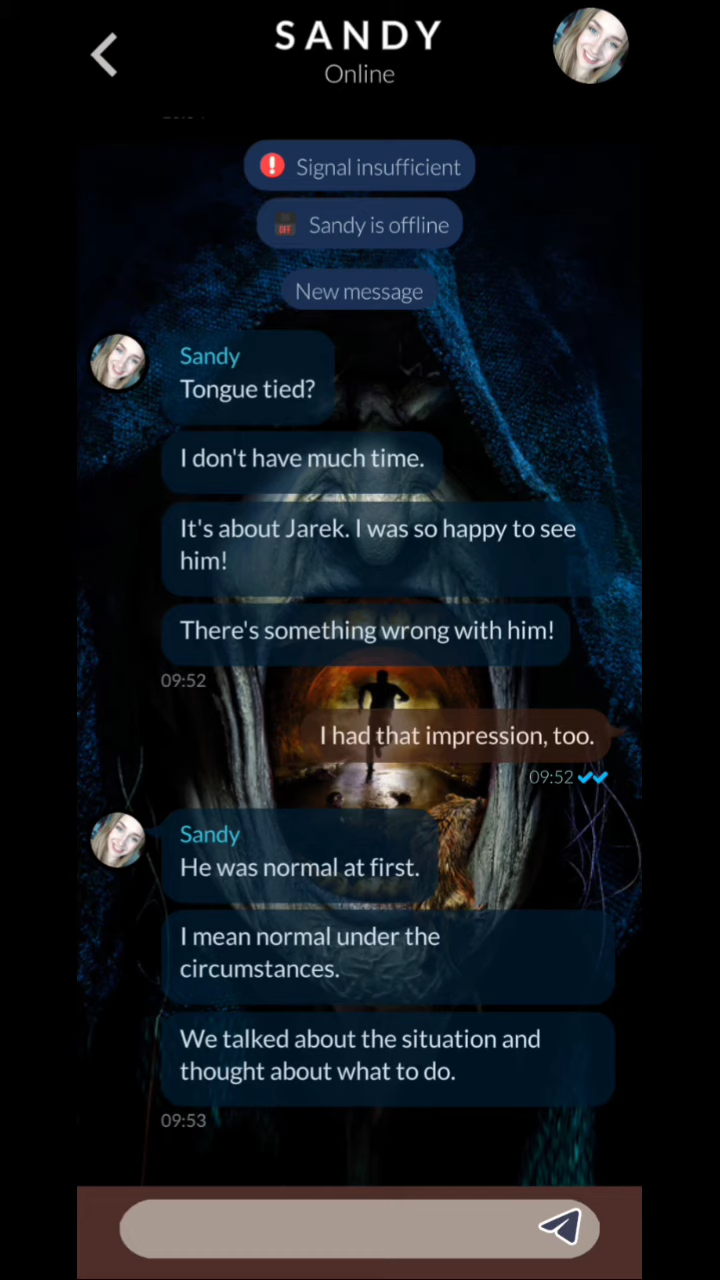 SANDY
Online
Signal insufficient
OFF
Sandy is offline
New message
Sandy
Tongue tied?
I don't have much time.
It's about Jarek. I was so happy to see
him!
There's something wrong with him!
09:52
I had that impression, too.
09:52
Sandy
He was normal at first.
I mean normal under the
circumstances.
We talked about the situation and
thought about what to do.
09:53